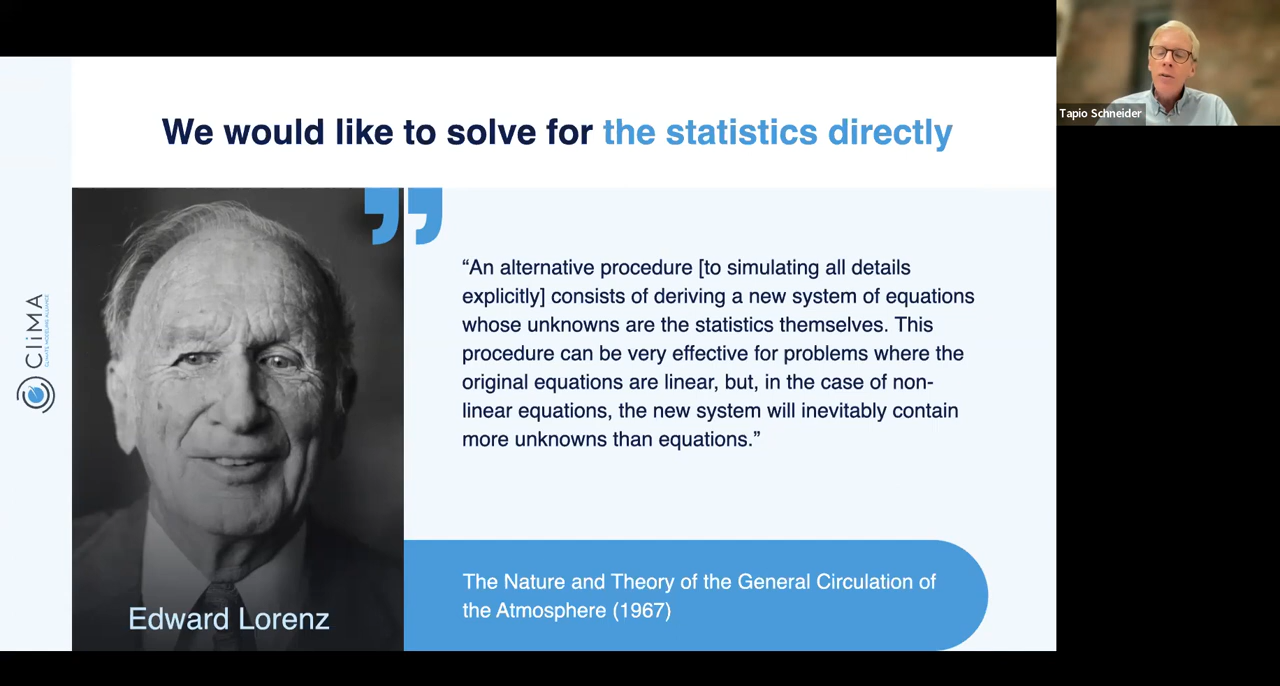 Tapio Schneider
We would like to solve for the statistics directly
CliMA
CLIMATE MODELING ALLIANCE
“An alternative procedure [to simulating all details
explicitly] consists of deriving a new system of equations
whose unknowns are the statistics themselves. This
procedure can be very effective for problems where the
original equations are linear, but, in the case of non-
linear equations, the new system will inevitably contain
more unknowns than equations.”
Edward Lorenz
The Nature and Theory of the General Circulation of
the Atmosphere (1967)